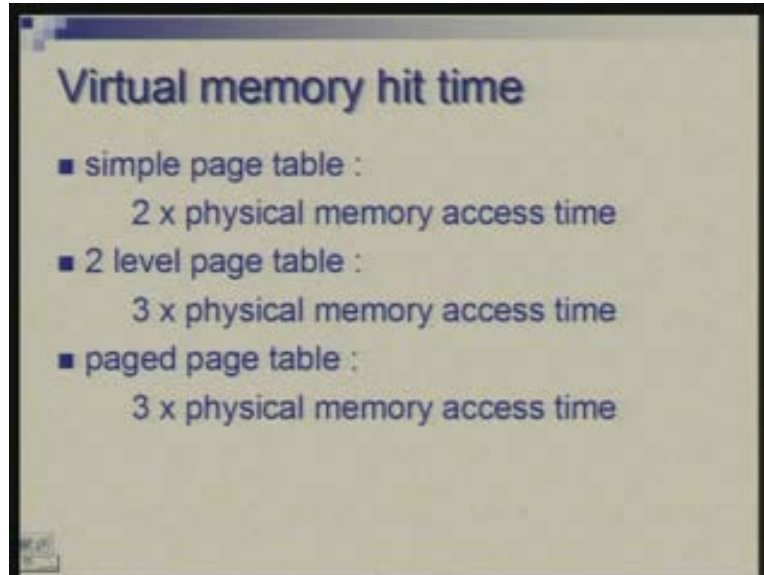 Virtual memory hit time
simple page table :
2 x physical memory access time
2 level page table :
3 x physical memory access time
paged page table :
3 x physical memory access time